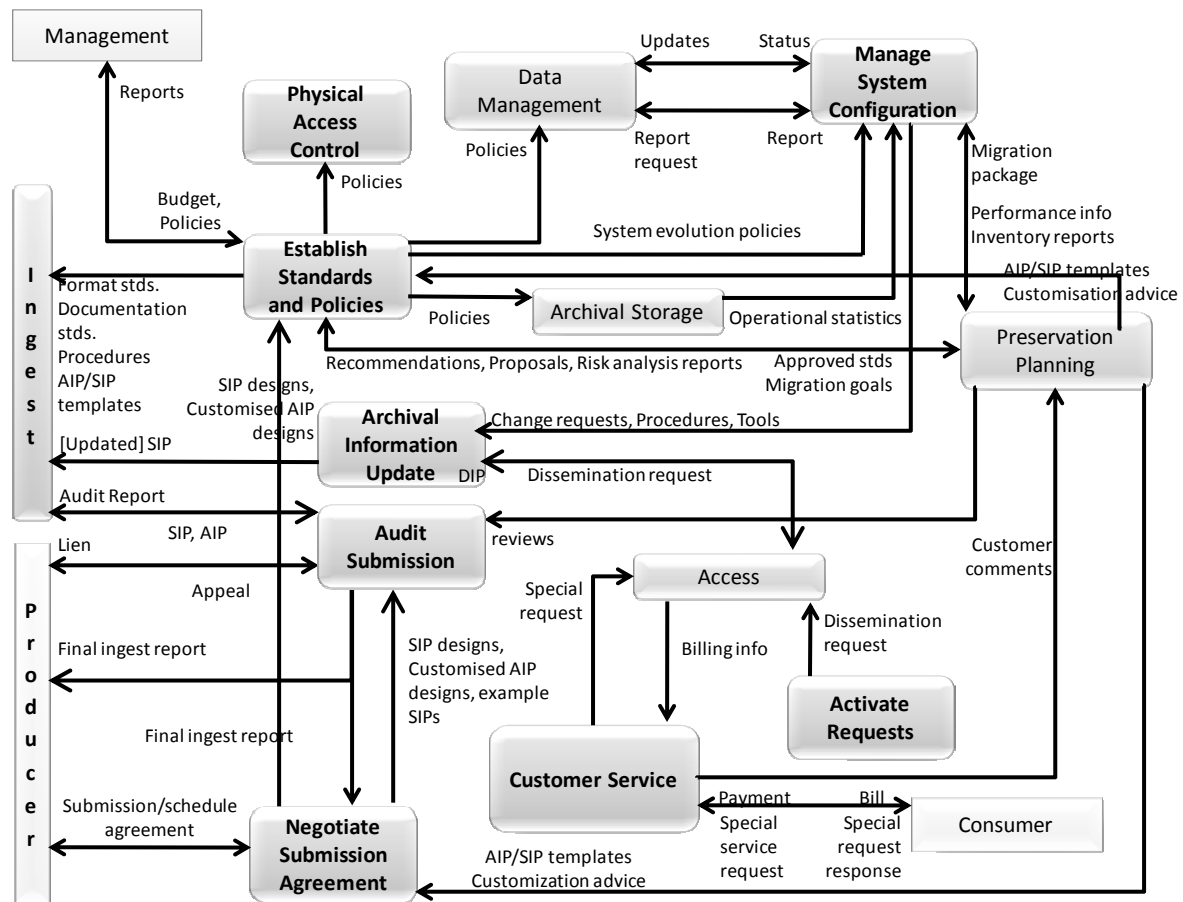 Management
Reports
Physical
Access
Control
Policies
Budget,
Policies
Updates
Status
Data
Management
Report
request
Report
Manage
System
Configuration
Policies
Migration
package
Performance info
Inventory reports
System evolution policies
Establish
Standards
and Policies
AIP/SIP templates
Customisation advice
Ingest
Format stds.
Documentation
stds.
Procedures
AIP/SIP
templates
Policies
Archival Storage
Operational statistics
Preservation
Planning
Recommendations, Proposals, Risk analysis reports
Approved stds
Migration goals
SIP designs,
Customised AIP
designs
Archival
Information
Update
Change requests, Procedures, Tools
[Updated] SIP
DIP
Dissemination request
Audit Report
SIP, AIP
Audit
Submission
reviews
Customer
comments
Producer
Lien
Appeal
Special
request
Access
Dissemination
request
Billing info
Activate
Requests
Final ingest report
SIP designs,
Customised AIP
designs, example
SIPs
Final ingest report
Customer Service
Payment
Special
service
request
Bill
Special
request
response
Consumer
Submission/schedule
agreement
Negotiate
Submission
Agreement
AIP/SIP templates
Customization advice